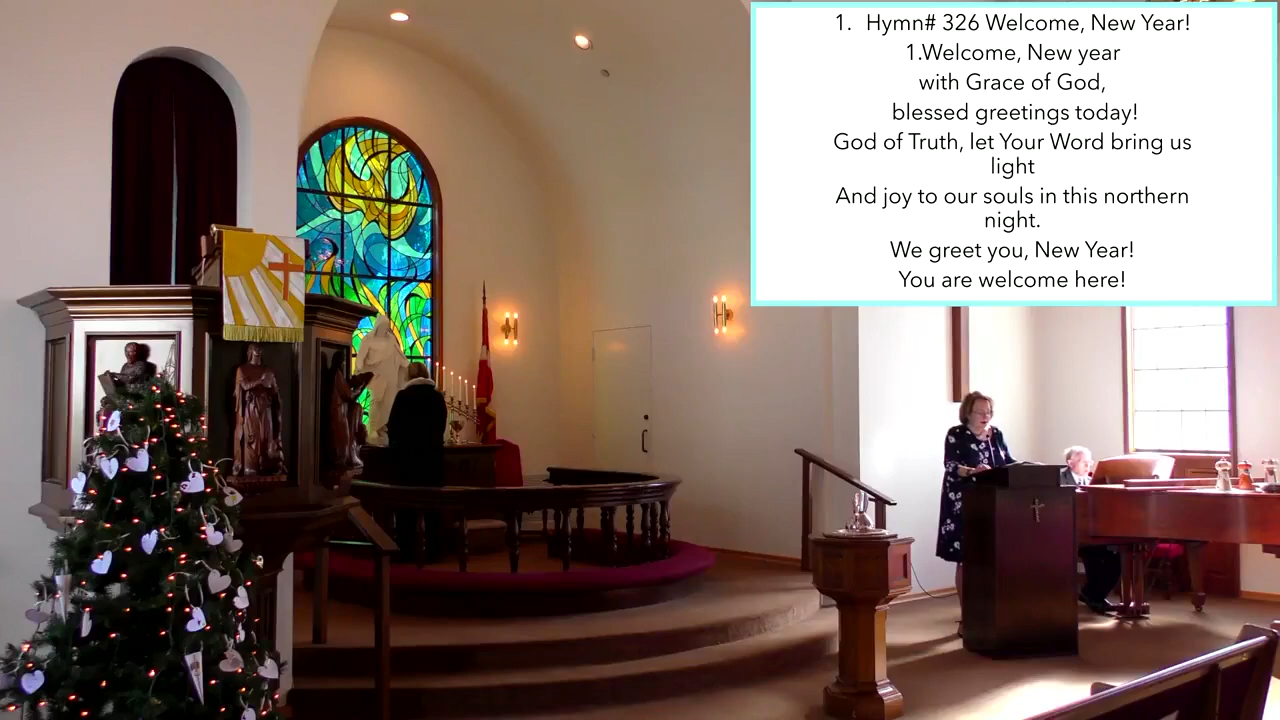 1. Hymn# 326 Welcome, New Year!
1.Welcome, New year
with Grace of God,
blessed greetings today!
God of Truth, let Your Word bring us
light
And joy to our souls in this northern
night.
We greet you, New Year!
You are welcome here!